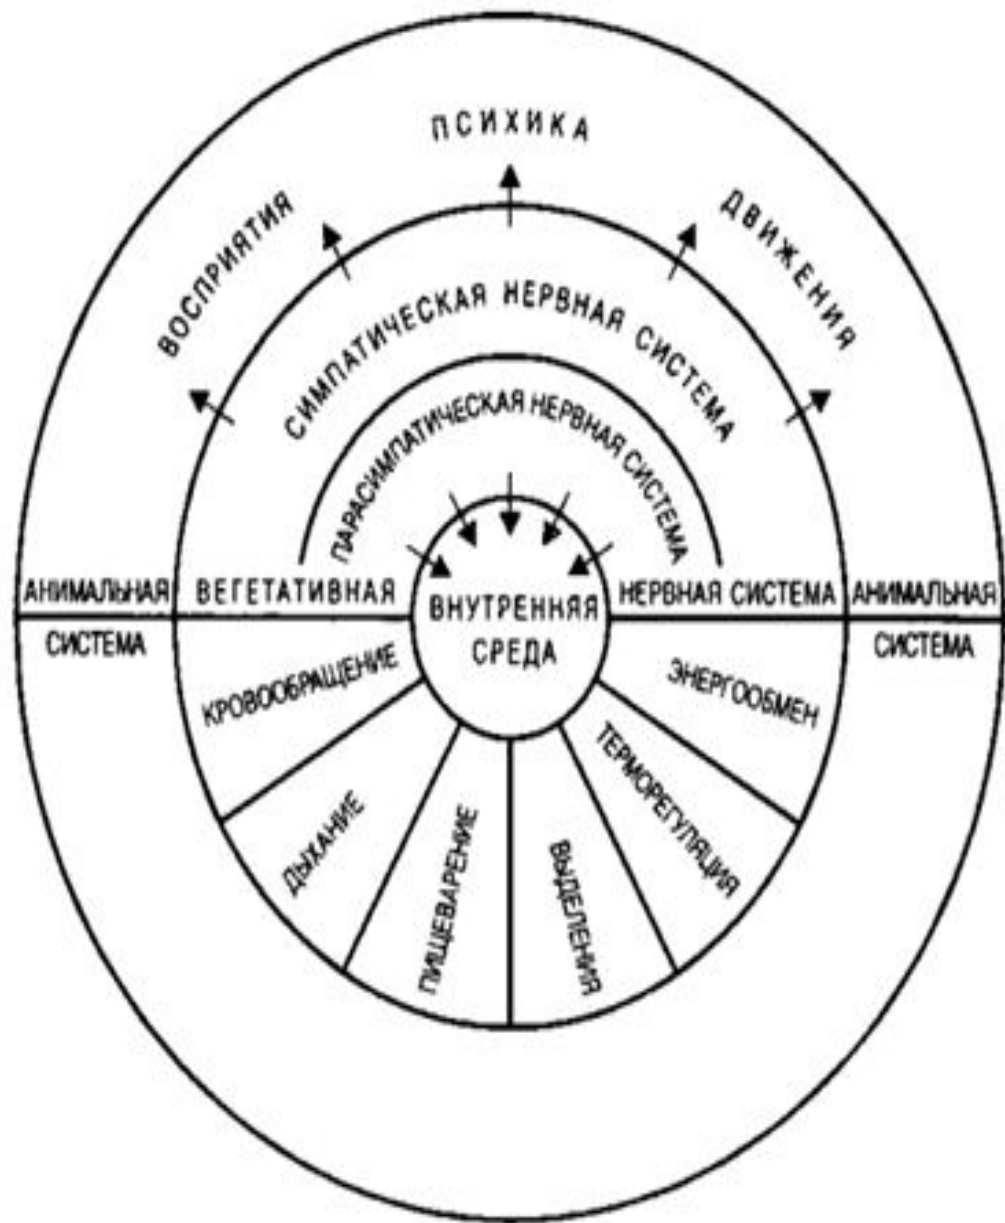 ПСИХИКА
ВОСПРИЯТИЯ
ДВИЖЕНИЯ
СИМПАТИЧЕСКАЯ НЕРВНАЯ СИСТЕМА
ПАРАСИМПАТИЧЕСКАЯ НЕРВНАЯ СИСТЕМА
АНИМАЛЬНАЯ
СИСТЕМА
ВЕГЕТАТИВНАЯ
НЕРВНАЯ СИСТЕМА
АНИМАЛЬНАЯ
СИСТЕМА
ВНУТРЕННЯЯ
СРЕДА
КРОВООБРАЩЕНИЕ
ДЫХАНИЕ
ПИЩЕВАРЕНИЕ
ВЫДЕЛЕНИЯ
ТЕРМОРЕГУЛЯЦИЯ
ЭНЕРГООБМЕН